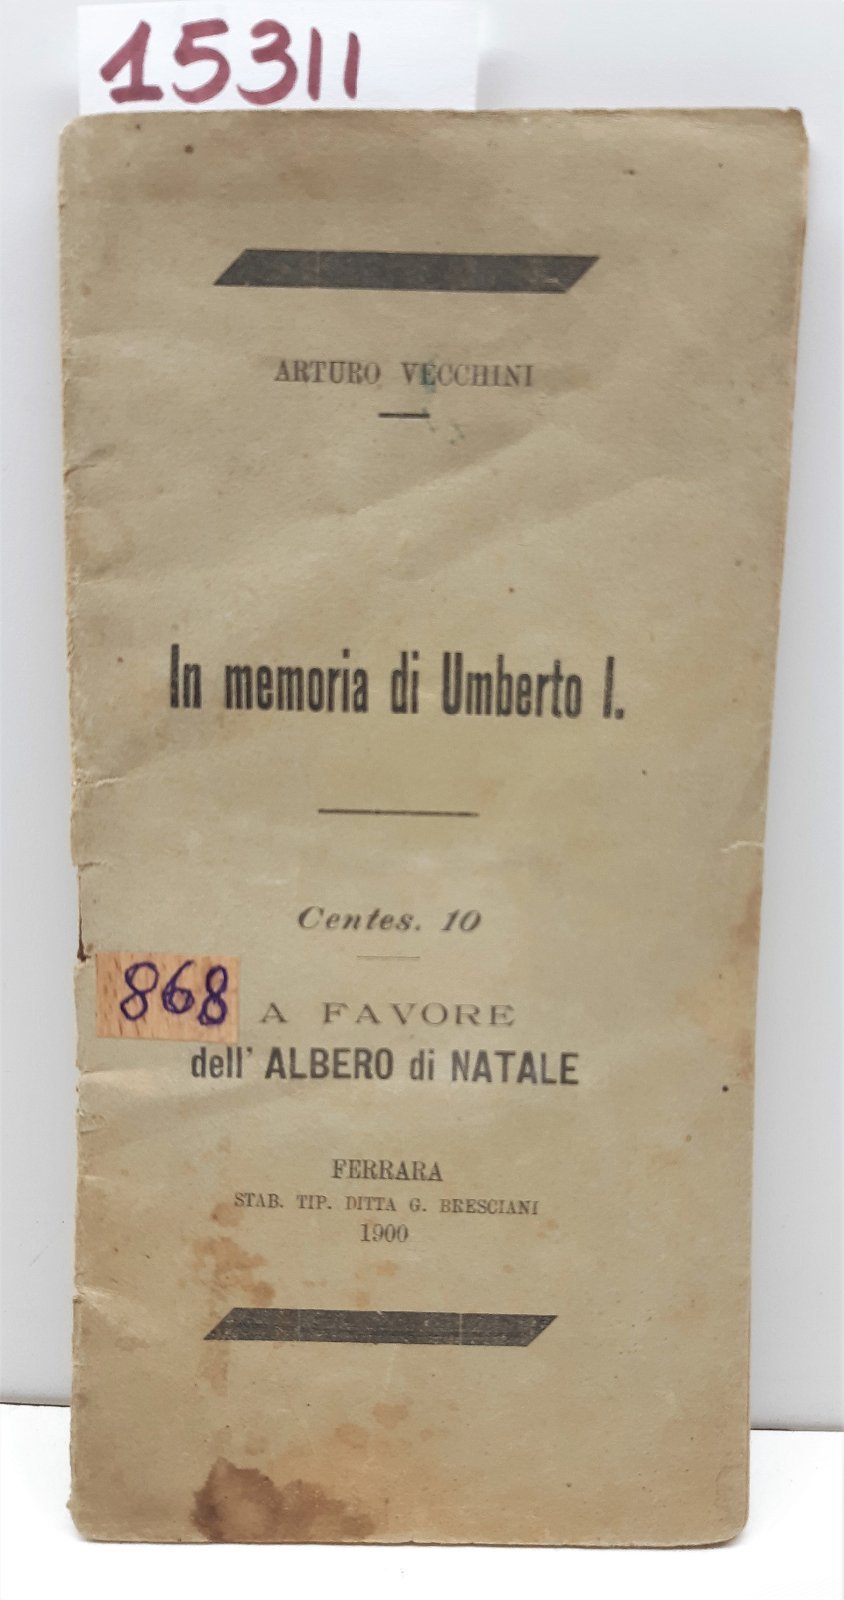 15311
ARTURO VECCHINI
In memoria di Umberto I.
Centes. 10
868
A FAVORE
dell' ALBERO di NATALE
FERRARA
STAB. TIP. DITTA G. BRESCIANI
1900